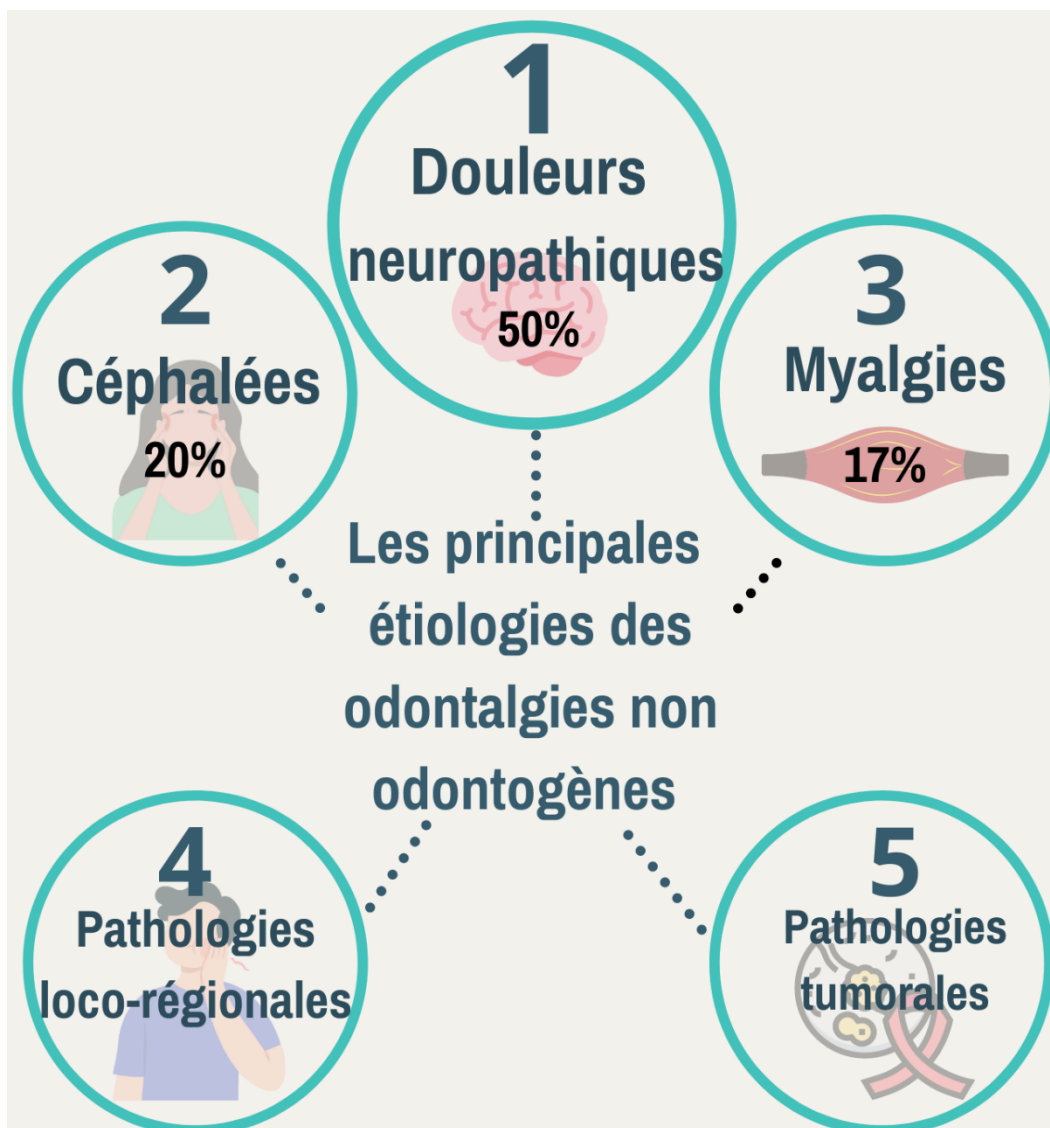 1
Douleurs
neuropathiques
50%
2
Céphalées
20%
3
Myalgies
17%
Les principales
étiologies des
odontalgies non
odontogènes
4
Pathologies
loco-régionales
5
Pathologies
tumorales